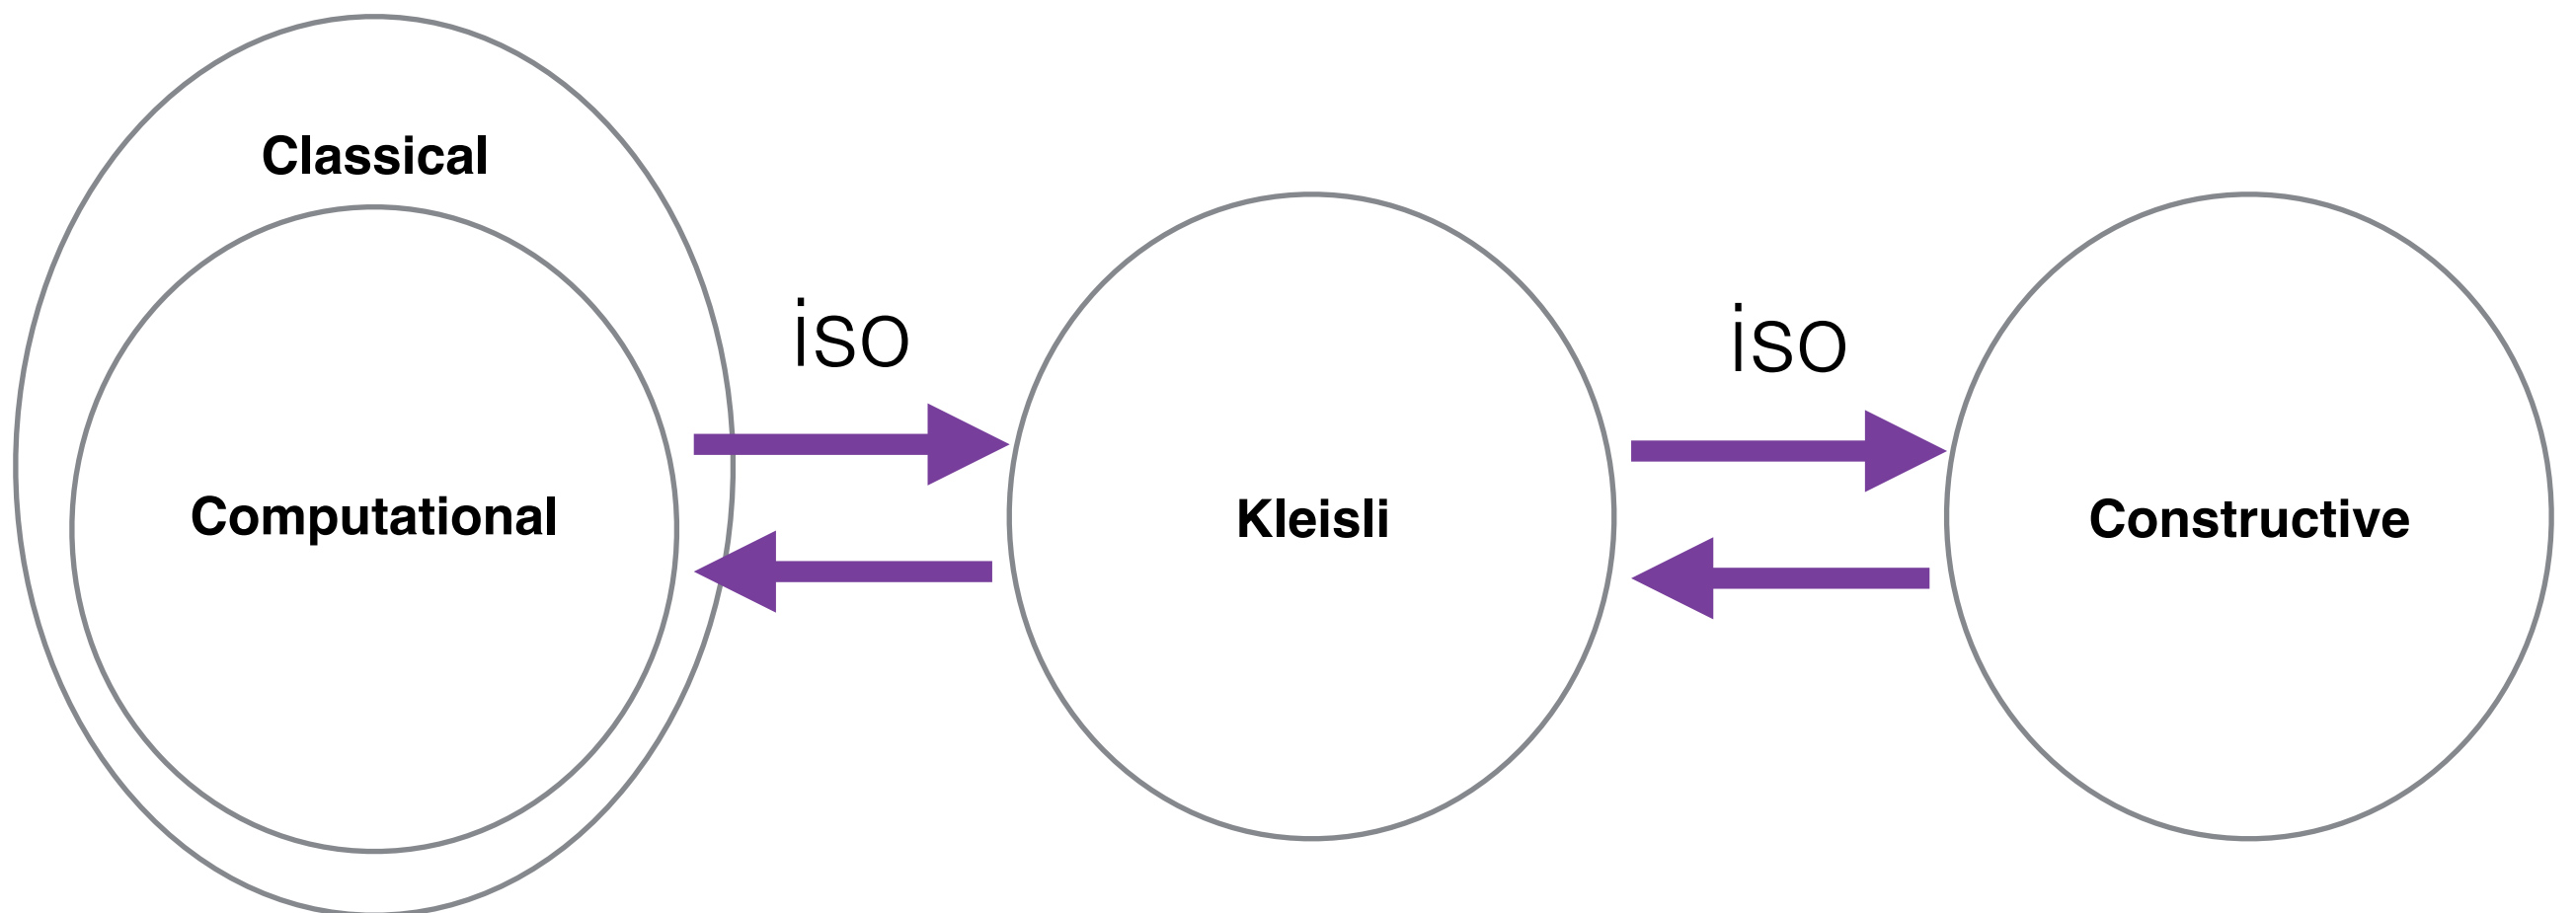 Classical
Computational
iso
Kleisli
iso
Constructive